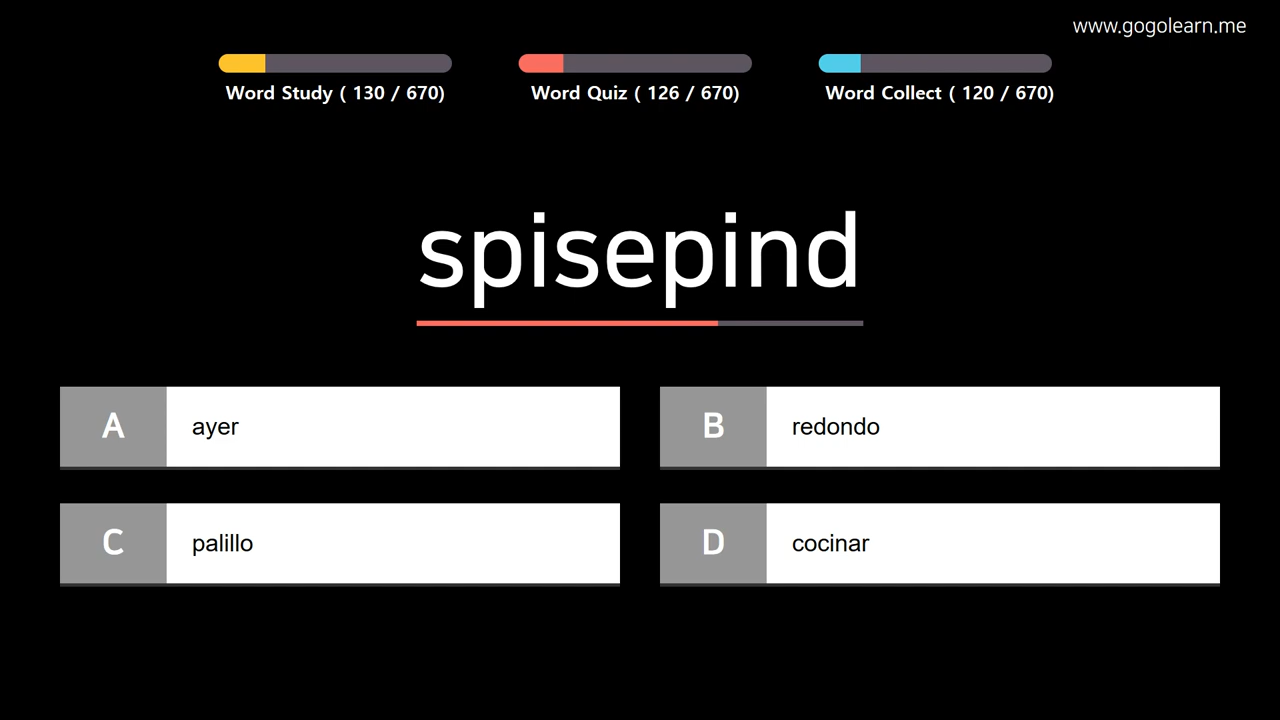 www.gogolearn.me
Word Study ( 130 / 670)
Word Quiz ( 126 / 670)
Word Collect ( 120 / 670)
spisepind
A ayer
B redondo
C palillo
D cocinar